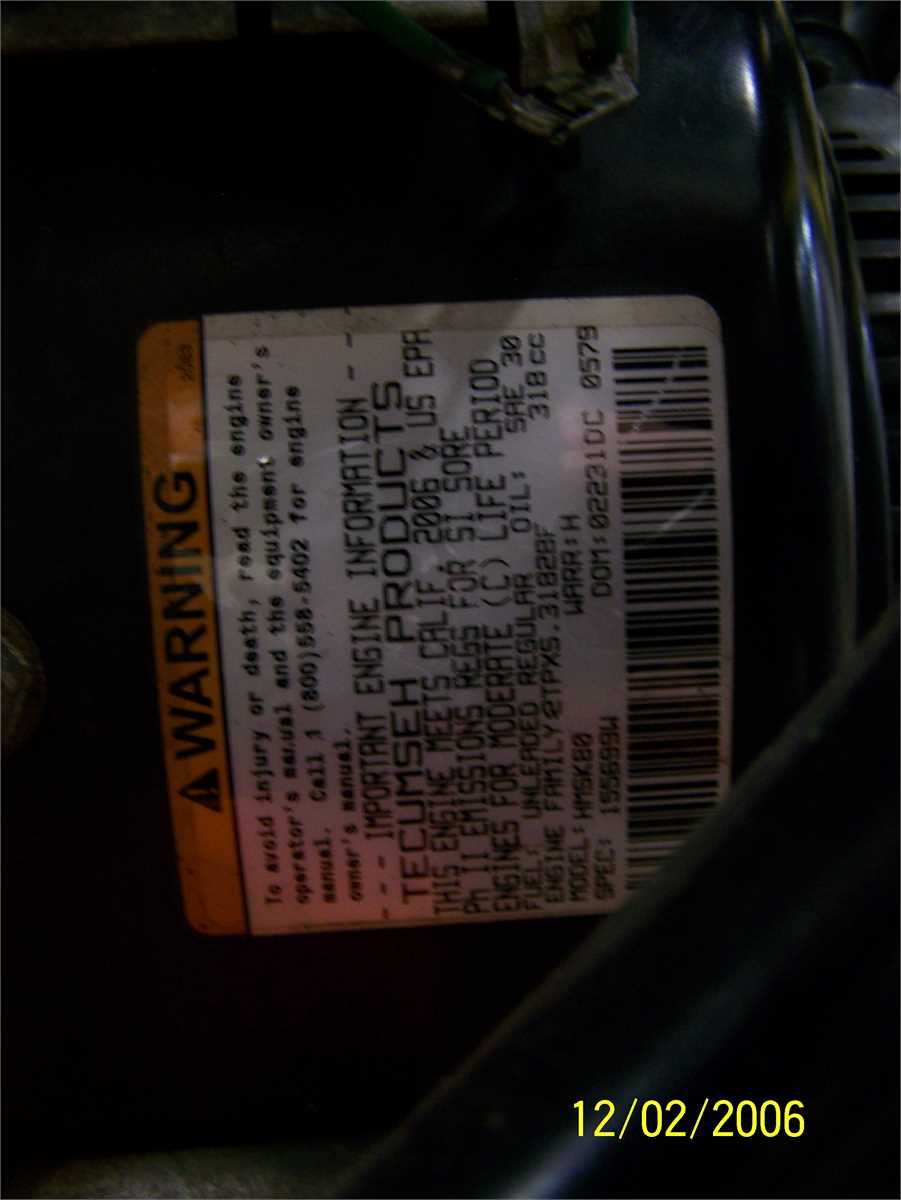 2083
WARNING
To avoid injury or death, read the engine
operator's manual and the equipment owner's
manual. Call 1 (800)558-5402 for engine
owner's manual.
- - - IMPORTANT ENGINE INFORMATION - - -
TECUMSEH PRODUCTS
THIS ENGINE MEETS CALIF. 2006 & US EPA
Ph II EMISSIONS REGS FOR SI SORE
ENGINES FOR MODERATE (C) LIFE PERIOD
FUEL: UNLEADED REGULAR OIL: SAE 30
ENGINE FAMILY 2TPXS.3182BF 318 cc
MODEL: HMSK80 WARR:H
SPEC: 155699W DOM:02231DC 0579
12/02/2006